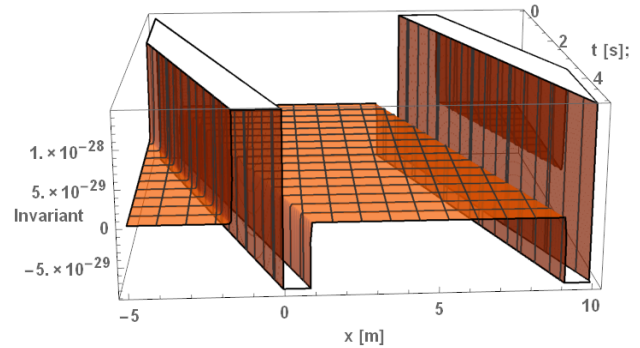 0
2
t [s];
4
1. × 10⁻²⁸
5. × 10⁻²⁹
Invariant
0
−5. × 10⁻²⁹
−5
0
5
10
x [m]